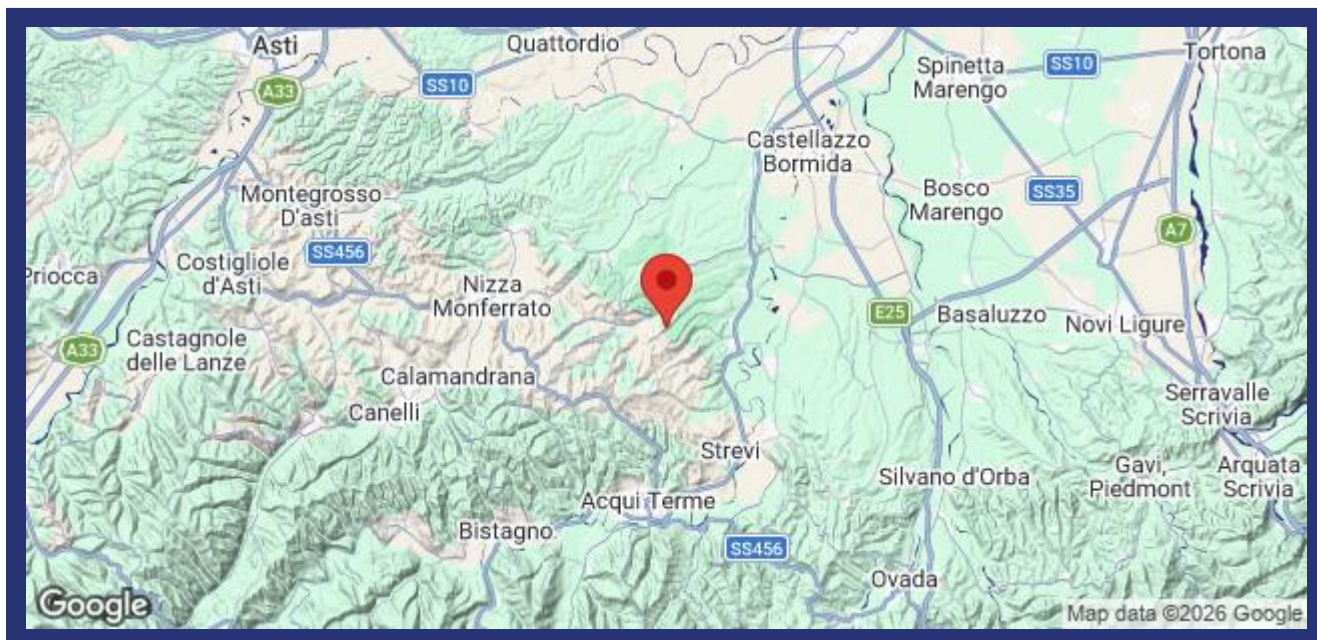 Asti
Quattordio
Tortona
SS10
Spinetta
Marengo
A33
SS10
Castellazzo
Bormida
Montegrosso
D'asti
Bosco
Marengo
SS35
A7
SS456
Costigliole
d'Asti
Priocca
Nizza
Monferrato
E25
Basaluzzo
Novi Ligure
A33
Castagnole
delle Lanze
Calamandrana
Canelli
Serravalle
Scrivia
Strevi
Silvano d'Orba
Gavi,
Piedmont
Arquata
Scrivia
Acqui Terme
Bistagno
SS456
Ovada
Google
Map data ©2026 Google